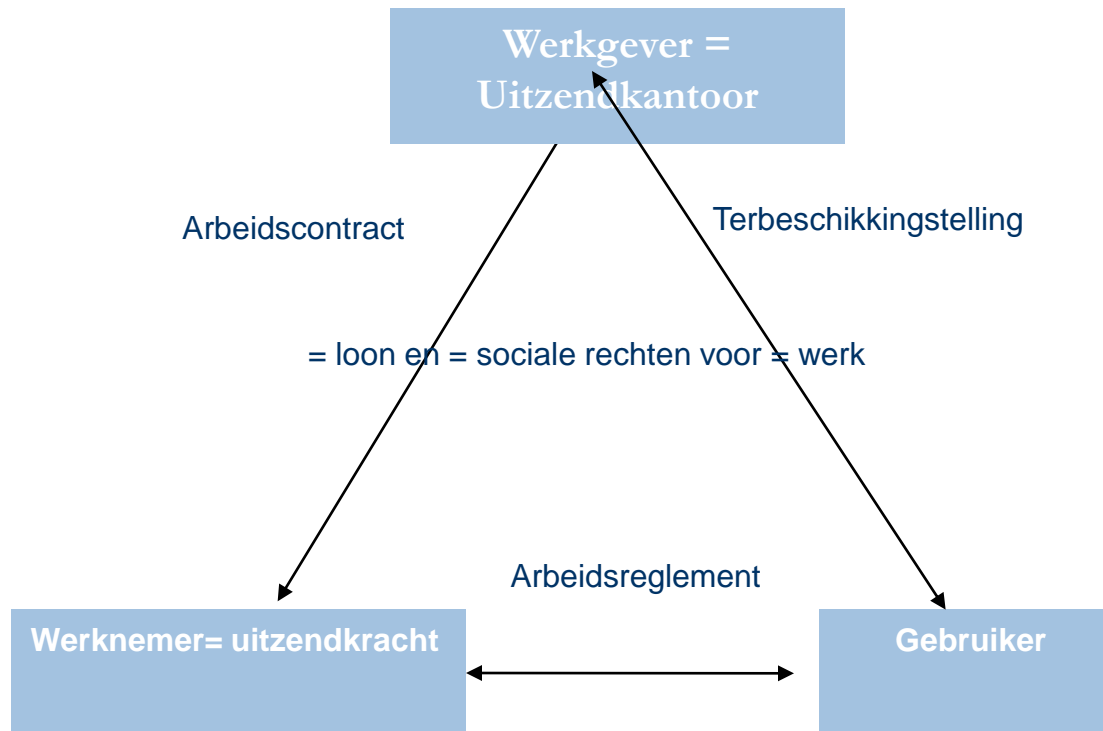 Werkgever =
Uitzendkantoor
Arbeidscontract
Terbeschikkingstelling
= loon en = sociale rechten voor = werk
Arbeidsreglement
Werknemer= uitzendkracht
Gebruiker